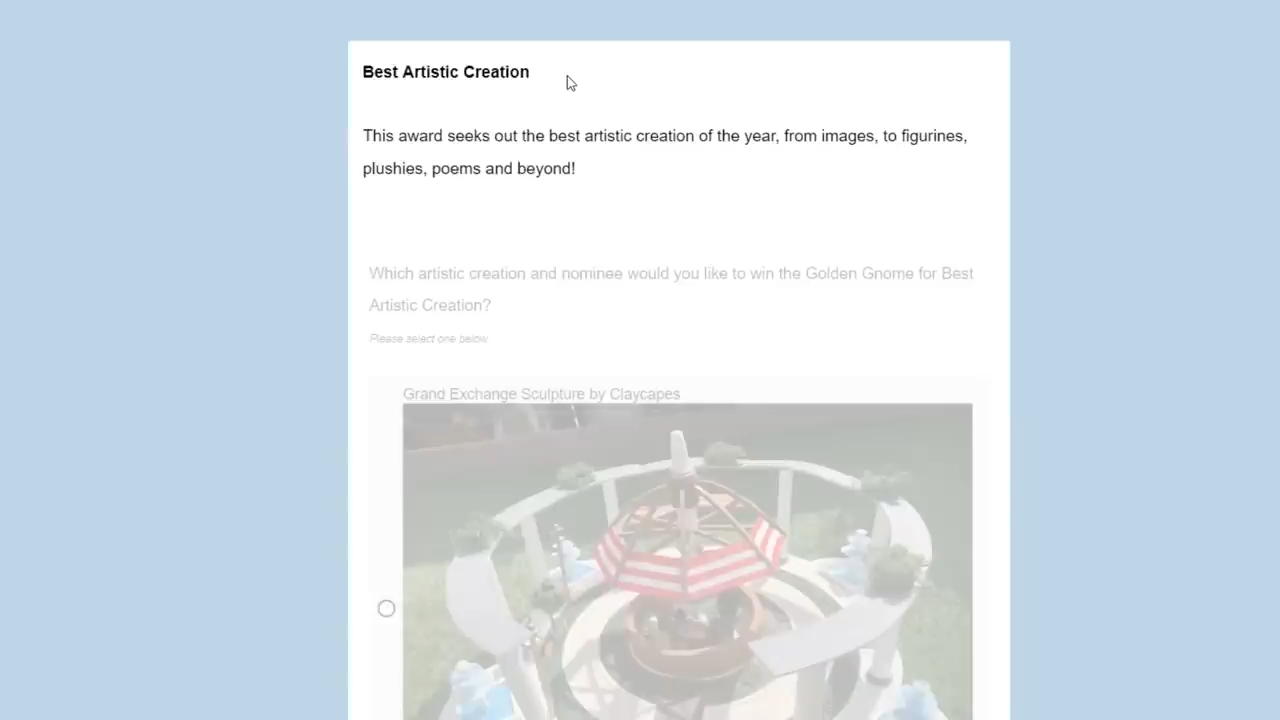 Best Artistic Creation
This award seeks out the best artistic creation of the year, from images, to figurines,
plushies, poems and beyond!
Which artistic creation and nominee would you like to win the Golden Gnome for Best
Artistic Creation?
Please select one below
Grand Exchange Sculpture by Claycapes